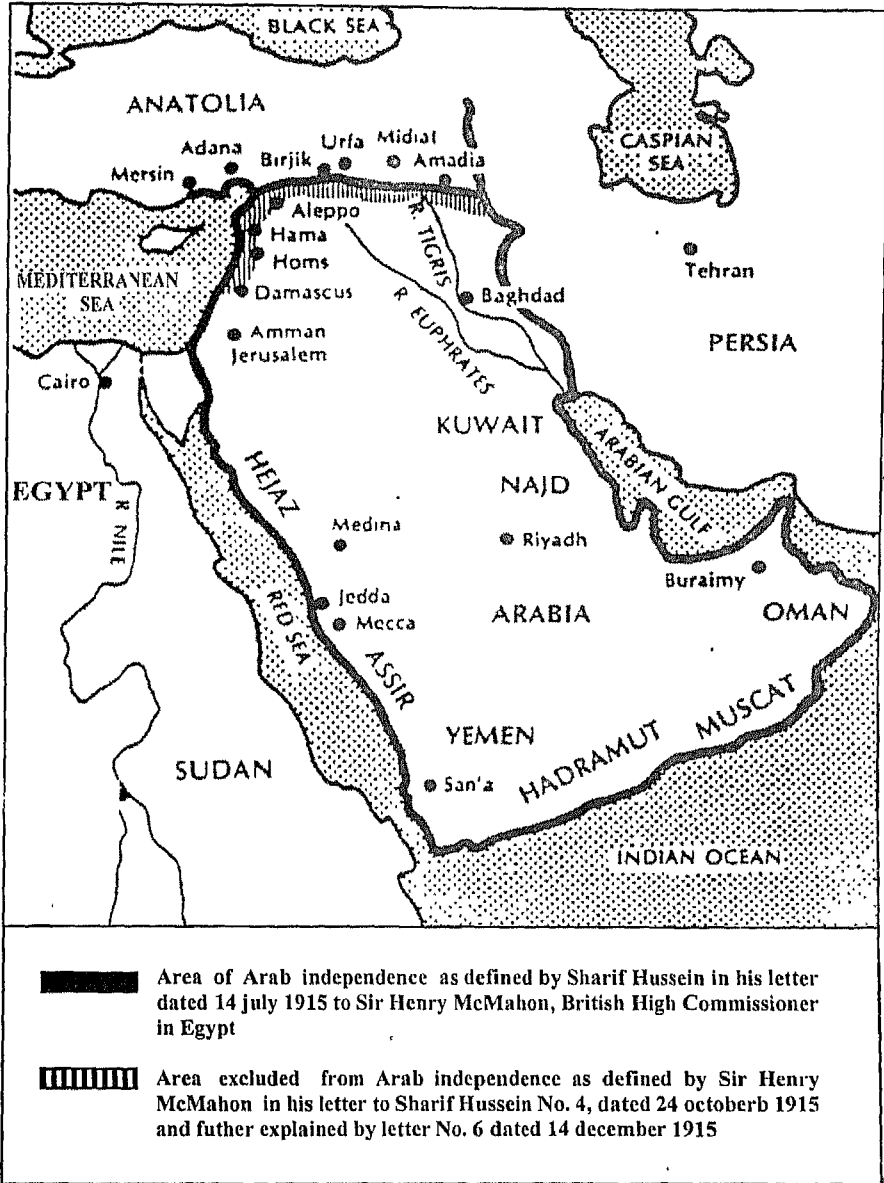 BLACK SEA
ANATOLIA
CASPIAN
SEA
Adana
Mersin
Birjik
Urfa
Midiat
Amadia
Aleppo
Hama
Homs
Damascus
MEDITERRANEAN
SEA
R. TIGRIS
R. EUPHRATES
Baghdad
Tehran
PERSIA
Amman
Jerusalem
Cairo
KUWAIT
ARABIAN GULF
EGYPT
R NILE
HEJAZ
NAJD
Medina
Riyadh
Buraimy
RED SEA
Jedda
Mecca
ARABIA
OMAN
ASSIR
YEMEN
HADRAMUT
MUSCAT
SUDAN
San'a
INDIAN OCEAN
Area of Arab independence as defined by Sharif Hussein in his letter
dated 14 july 1915 to Sir Henry McMahon, British High Commissioner
in Egypt
Area excluded from Arab independence as defined by Sir Henry
McMahon in his letter to Sharif Hussein No. 4, dated 24 octoberb 1915
and futher explained by letter No. 6 dated 14 december 1915